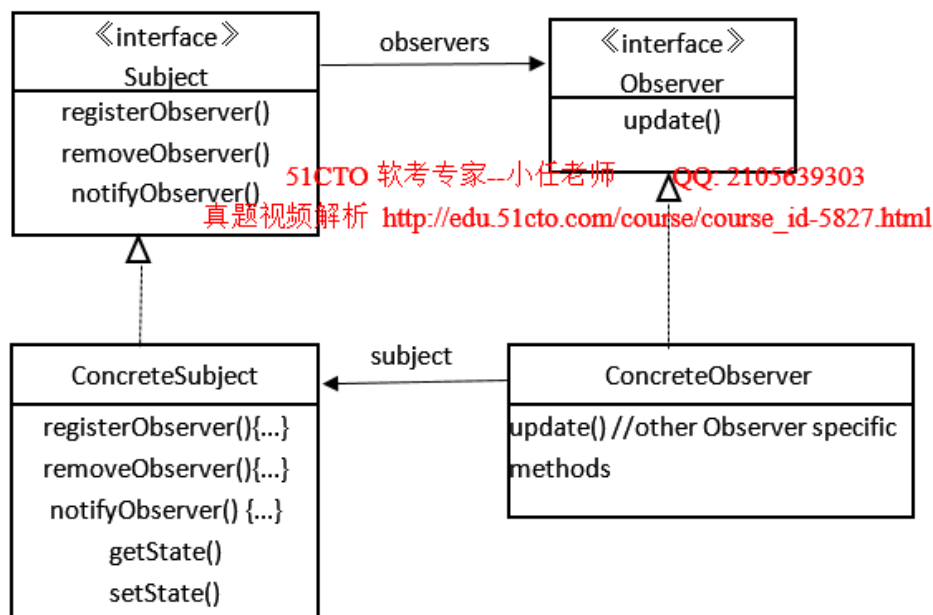 《interface》
Subject
registerObserver()
removeObserver()
notifyObserver()
observers
《interface》
Observer
update()
51CTO 软考专家--小任老师 QQ: 2105639303
真题视频解析 http://edu.51cto.com/course/course_id-5827.html
ConcreteSubject
registerObserver(){...}
removeObserver(){...}
notifyObserver() {...}
getState()
setState()
subject
ConcreteObserver
update() //other Observer specific
methods